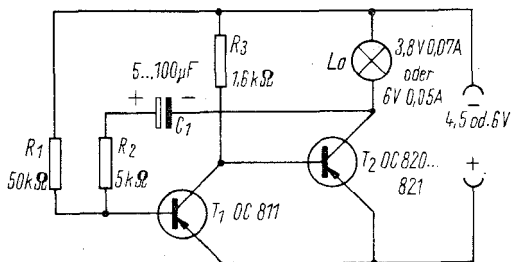 R3
1,6kΩ
La
3,8V 0,07A
oder
6V 0,05A
5...100µF
+ −
C1
−
4,5 od. 6V
+
R1
50kΩ
R2
5kΩ
T1 OC 811
T2 OC 820...
821